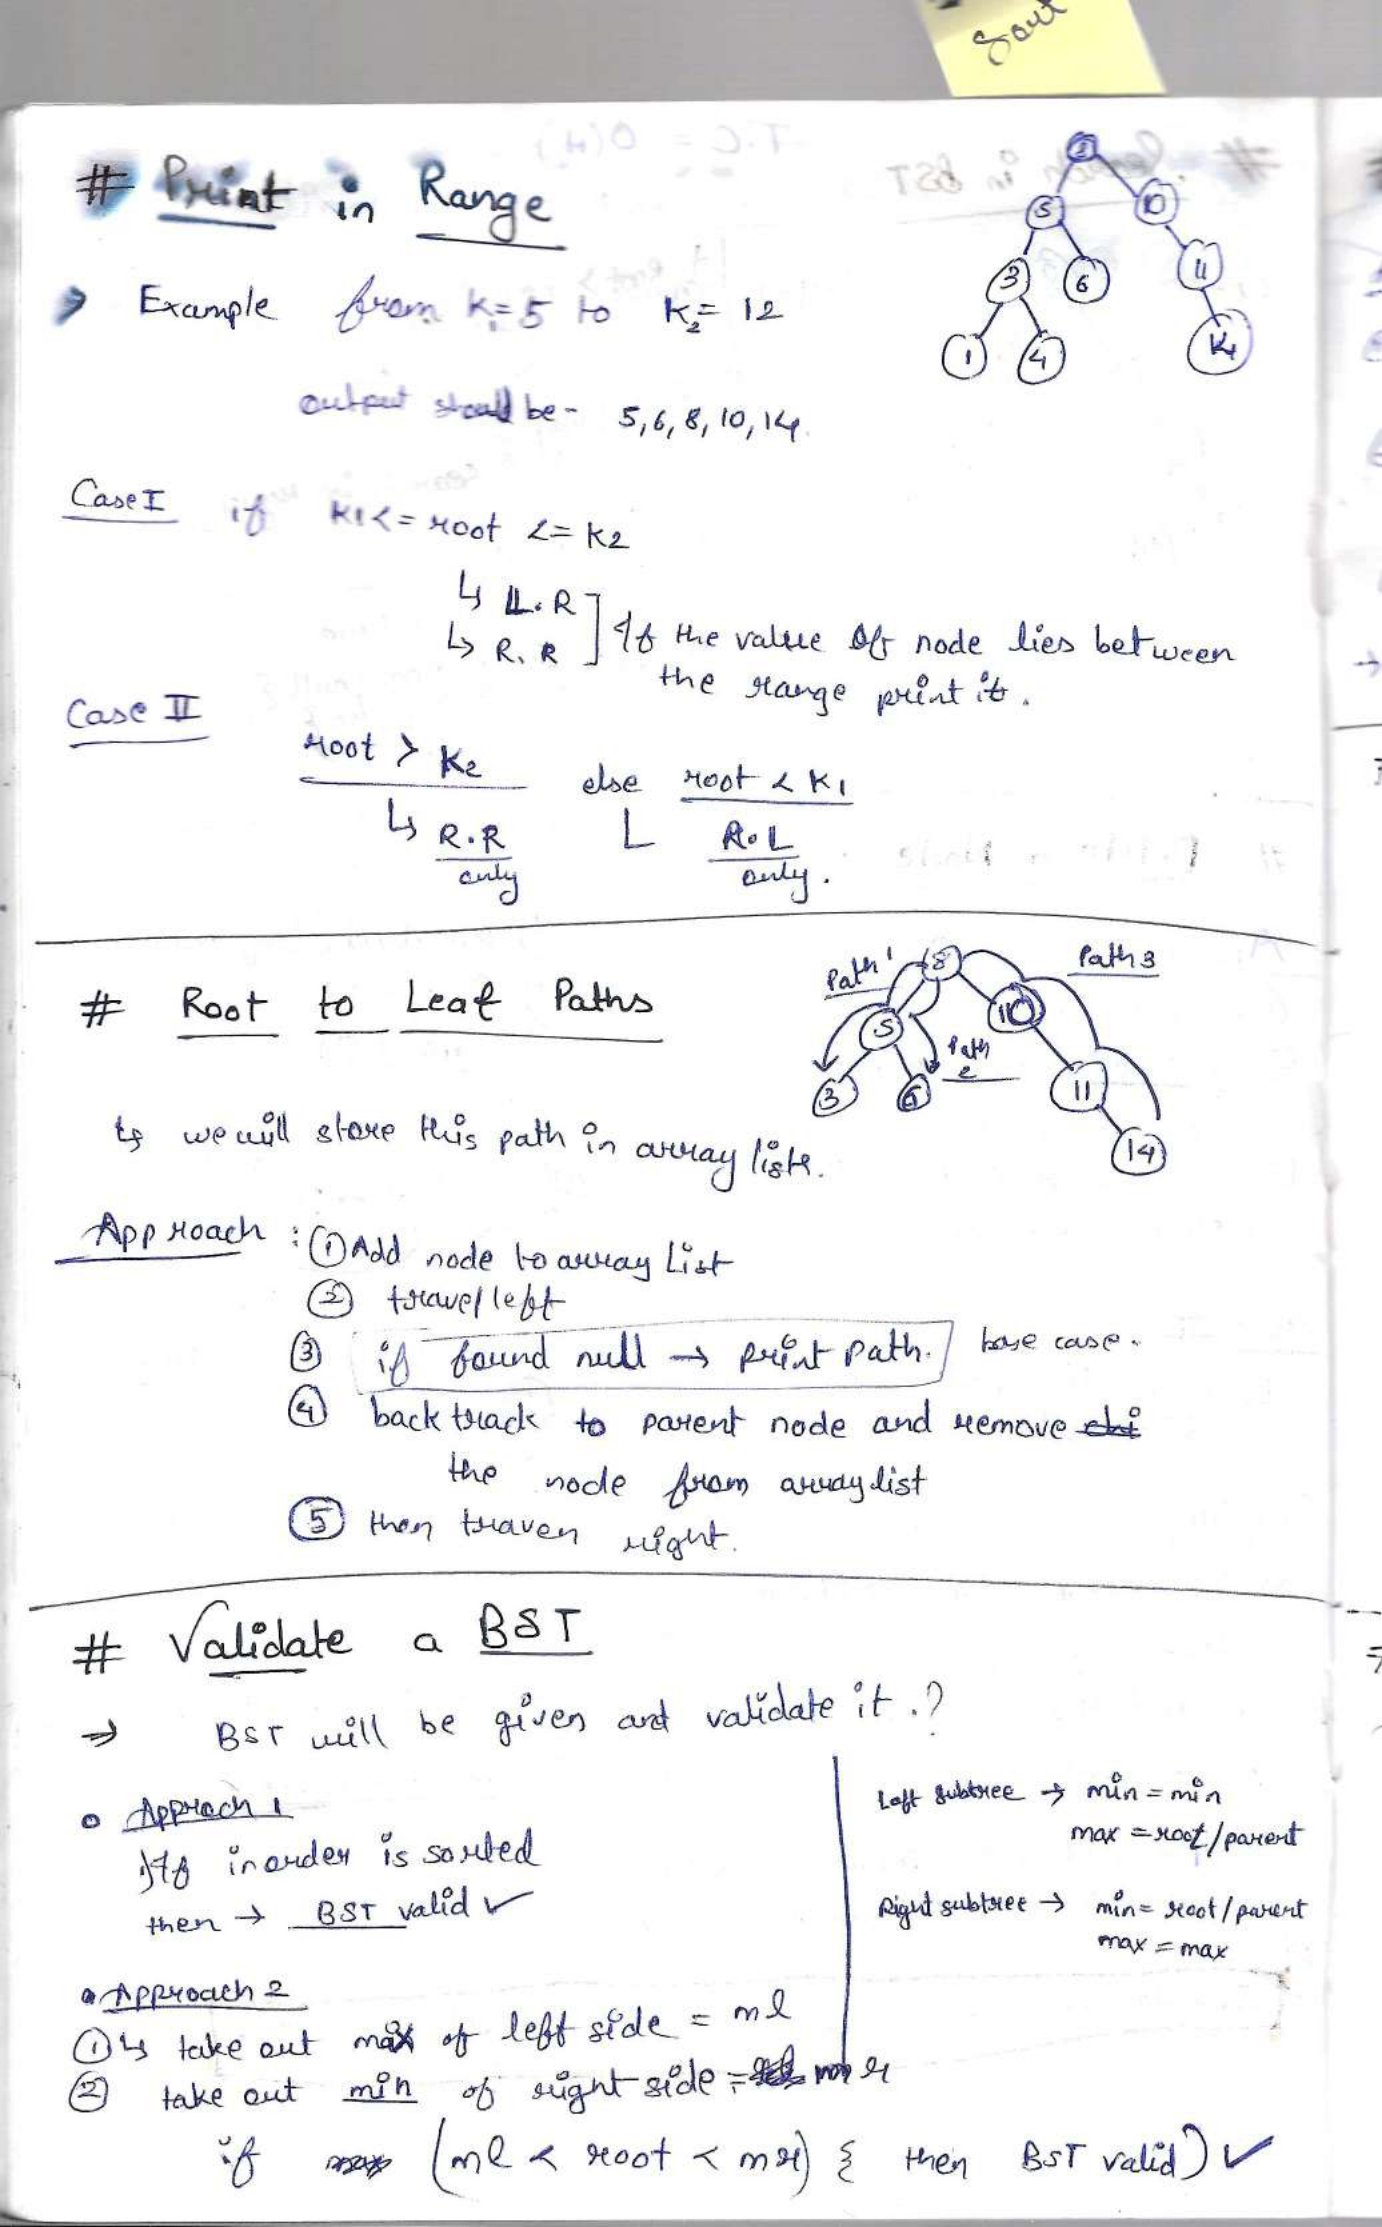 Sort
# Print in Range
8
5 10
3 6 11
1 4 14
→ Example from K1=5 to K2=12
output should be- 5,6,8,10,14.
Case I if K1<=root <=K2
↳ L.R
↳ R.R
] If the value of node lies between
the range print it.
Case II
root > K2 else root < K1
↳ R.R only L R.L only.
# Root to Leaf Paths
Path 1 8 Path 3
5 10
Path 2
3 6 11
14
↳ we will store this path in array list.
Approach : ① Add node to array List
② travel left
③ if found null → print path. base case.
④ back track to parent node and remove
the node from arraylist
⑤ then traven right.
# Validate a BST
⇒ BST will be given and validate it.?
• Approch 1
If inorder is sorted
then → BST valid ✓
Left subtree → min = min
max = root/parent
Right subtree → min = root/parent
max = max
• Approach 2
① ↳ take out max of left side = ml
② take out min of right side = mr
if (ml < root < mr) { then BST valid) ✓